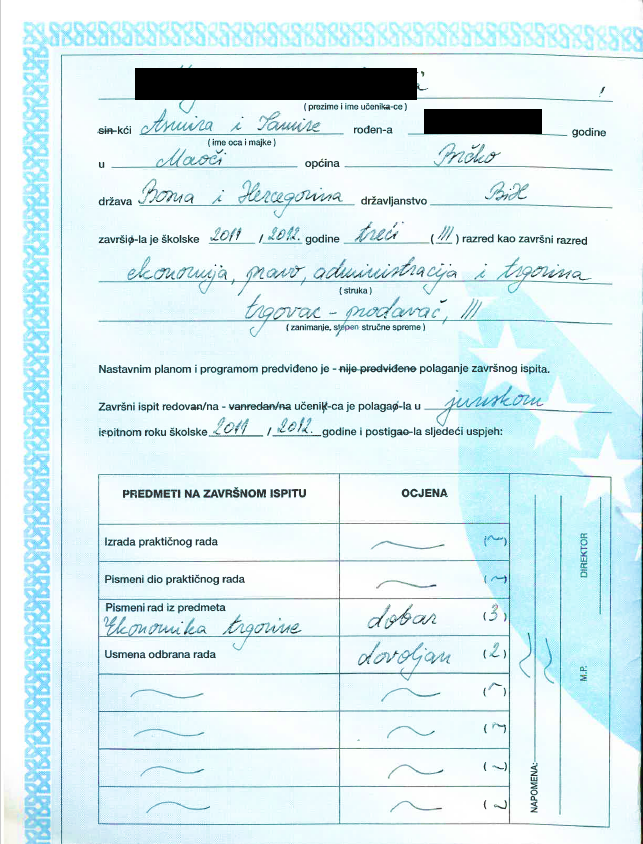 ( prezime i ime učenika-ce )
sin-kći Asmira i Samire rođen-a godine
( ime oca i majke )
u Maoči općina Brčko
država Bosna i Hercegovina državljanstvo BiH
završio-la je školske 2011 / 2012. godine treći ( III ) razred kao završni razred
ekonomija, pravo, administracija i trgovina
( struka )
trgovac - prodavač, III
( zanimanje, stepen stručne spreme )
Nastavnim planom i programom predviđeno je - nije predviđeno polaganje završnog ispita.
Završni ispit redovan/na - vanredan/na učenik-ca je polagao-la u junskom
ispitnom roku školske 2011 / 2012. godine i postigao-la sljedeći uspjeh:
PREDMETI NA ZAVRŠNOM ISPITU OCJENA
Izrada praktičnog rada
Pismeni dio praktičnog rada
Pismeni rad iz predmeta
Ekonomika trgovine dobar (3)
Usmena odbrana rada dovoljan (2)
NAPOMENA:
M.P.
DIREKTOR